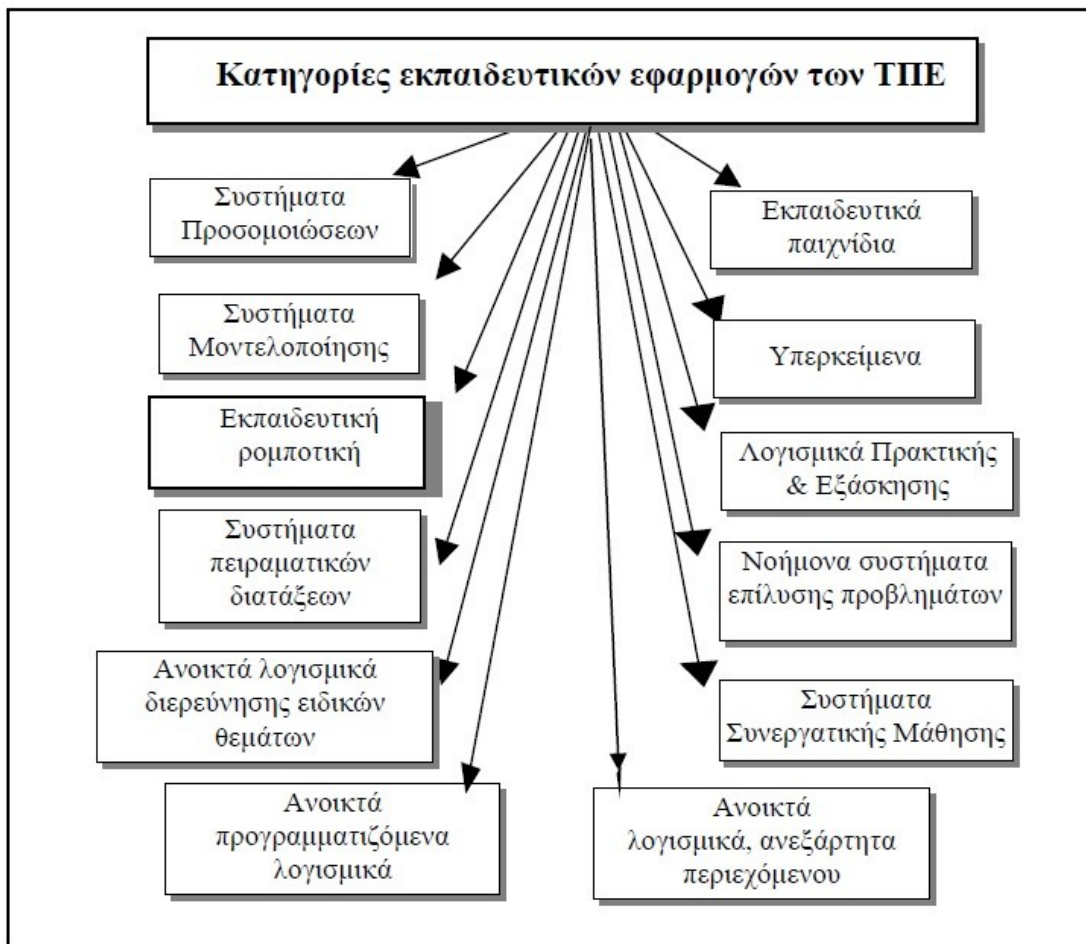 Κατηγορίες εκπαιδευτικών εφαρμογών των ΤΠΕ
Συστήματα
Προσομοιώσεων
Συστήματα
Μοντελοποίησης
Εκπαιδευτική
ρομποτική
Συστήματα
πειραματικών
διατάξεων
Ανοικτά λογισμικά
διερεύνησης ειδικών
θεμάτων
Ανοικτά
προγραμματιζόμενα
λογισμικά
Εκπαιδευτικά
παιχνίδια
Υπερκείμενα
Λογισμικά Πρακτικής
& Εξάσκησης
Νοήμονα συστήματα
επίλυσης προβλημάτων
Συστήματα
Συνεργατικής Μάθησης
Ανοικτά
λογισμικά, ανεξάρτητα
περιεχόμενου